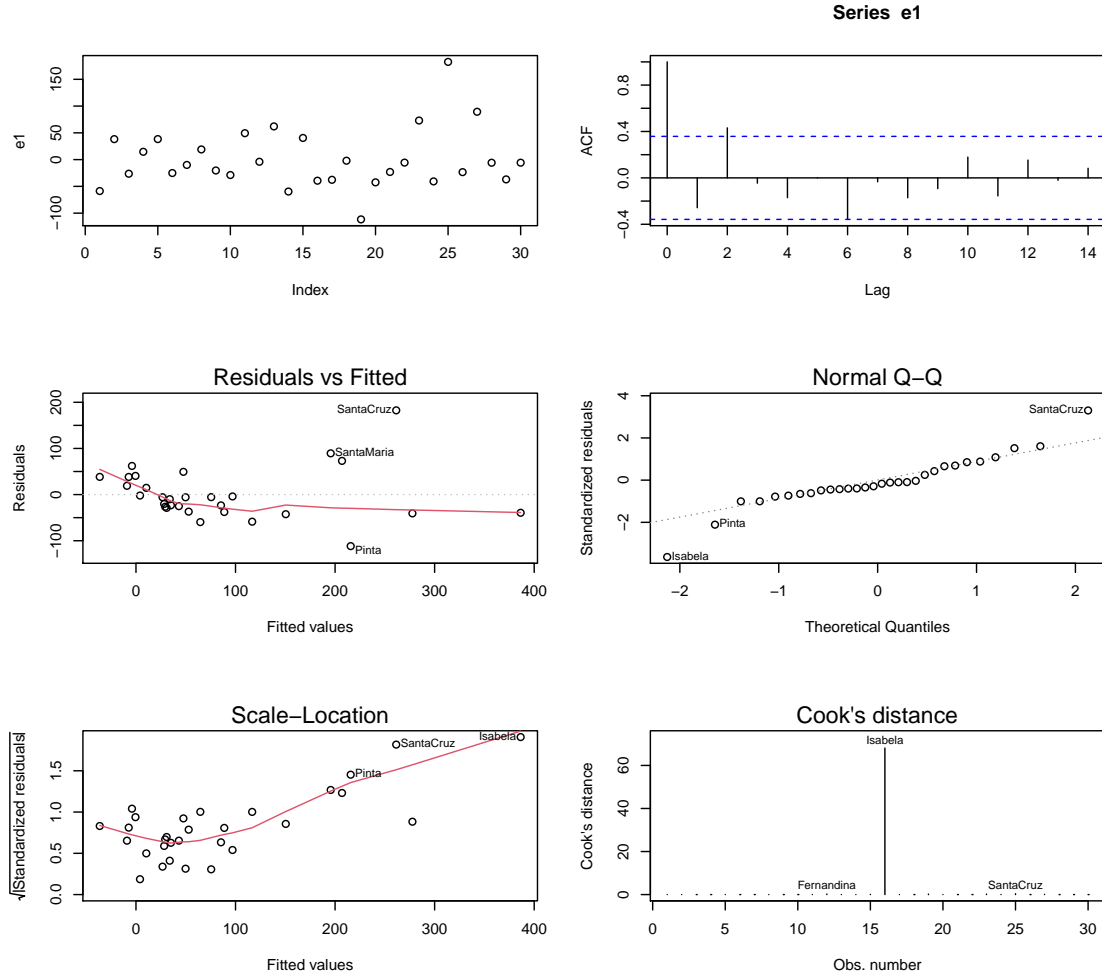 Series e1
e1
150
50
0
−100
0 5 10 15 20 25 30
Index
ACF
0.8
0.4
0.0
−0.4
0 2 4 6 8 10 12 14
Lag
Residuals vs Fitted
Residuals
200
100
0
−100
SantaCruz
SantaMaria
Pinta
0 100 200 300 400
Fitted values
Normal Q−Q
Standardized residuals
4
2
0
−2
SantaCruz
Pinta
Isabela
−2 −1 0 1 2
Theoretical Quantiles
Scale−Location
√|Standardized residuals|
1.5
1.0
0.5
0.0
Isabela
SantaCruz
Pinta
0 100 200 300 400
Fitted values
Cook's distance
Cook's distance
60
40
20
0
Isabela
Fernandina
SantaCruz
0 5 10 15 20 25 30
Obs. number